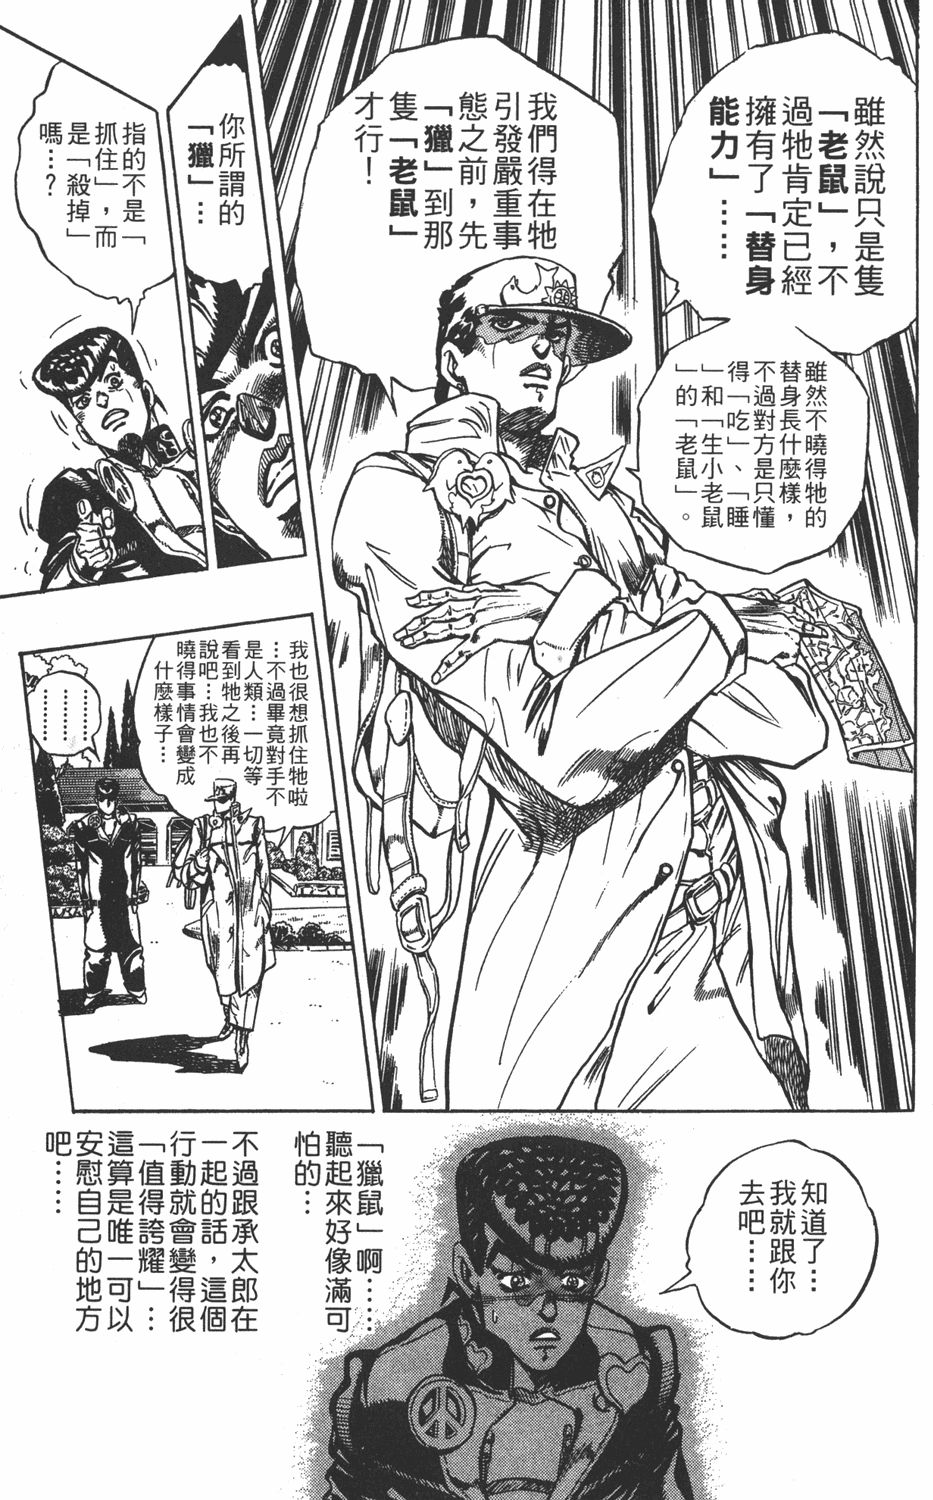 雖然說只是隻
「老鼠」，不
過牠肯定已經
擁有了「替身
能力」……
雖然不曉得牠的
替身長什麼樣，
不過對方是只懂
得「吃」、「睡
」和「生小老鼠
」的「老鼠」。
我們得在牠
引發嚴重事
態之前，先
「獵」到那
隻「老鼠」
才行！
你所謂的
「獵」…
指的不是「
抓住」，而
是「殺掉」
嗎…？
我也很想抓住牠啦
…不過畢竟對手不
是人類…一切等
看到牠之後再
說吧…我也不
曉得事情會變成
什麼樣子…
………
………
知道了…
我就跟你
去吧……
「獵鼠」啊……
聽起來好像滿可
怕的…
不過跟承太郎在
一起的話，這個
行動就會變得很
「值得誇耀」…
這算是唯一可以
安慰自己的地方
吧……